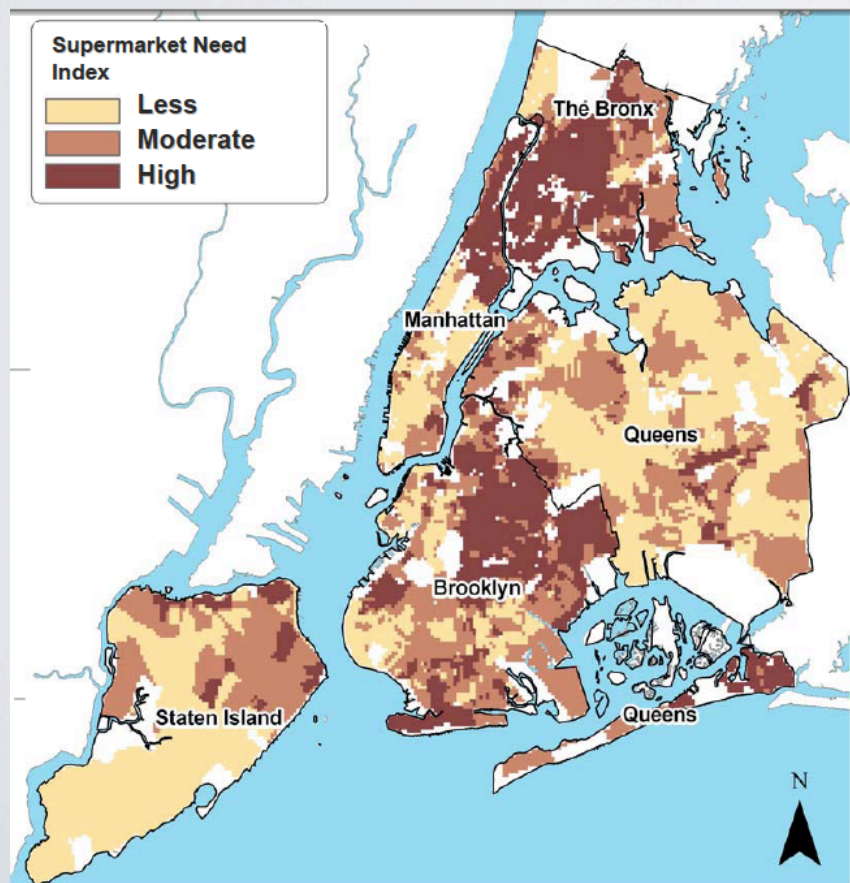 Supermarket Need
Index
Less
Moderate
High
The Bronx
Manhattan
Queens
Brooklyn
Staten Island
Queens
N